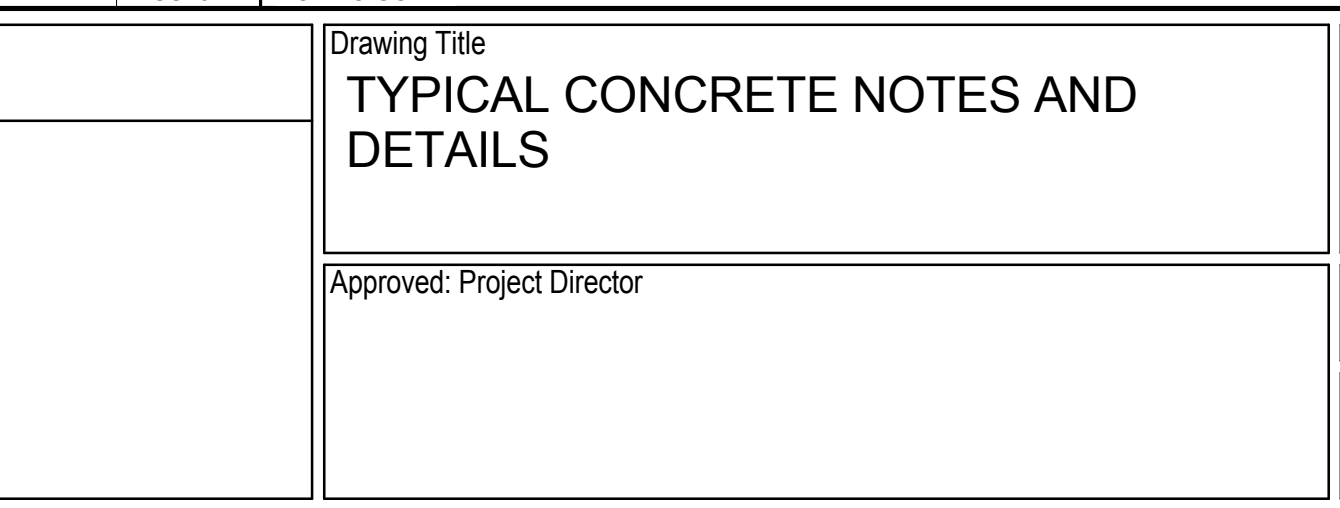 Drawing Title
TYPICAL CONCRETE NOTES AND
DETAILS
Approved: Project Director